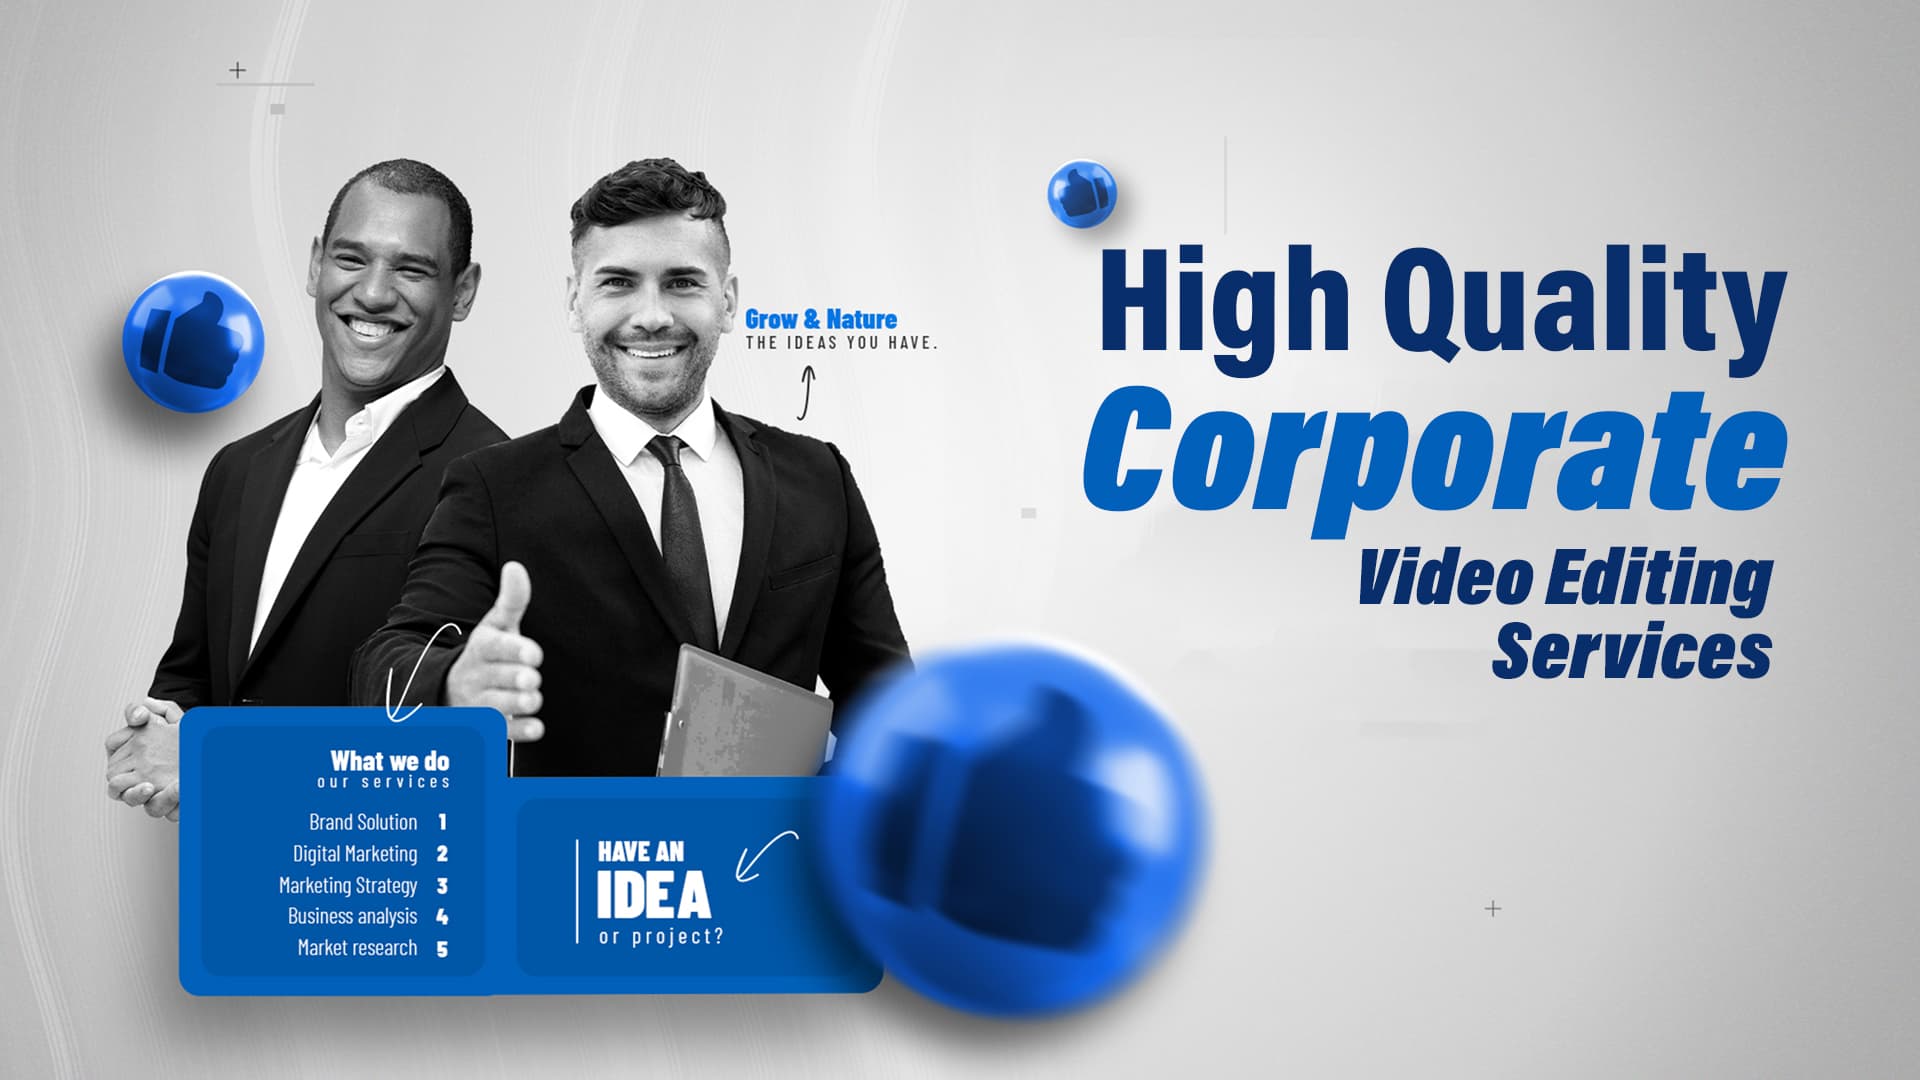 High Quality
Corporate
Video Editing
Services
Grow & Nature
THE IDEAS YOU HAVE.
What we do
our services
Brand Solution 1
Digital Marketing 2
Marketing Strategy 3
Business analysis 4
Market research 5
HAVE AN
IDEA
or project?